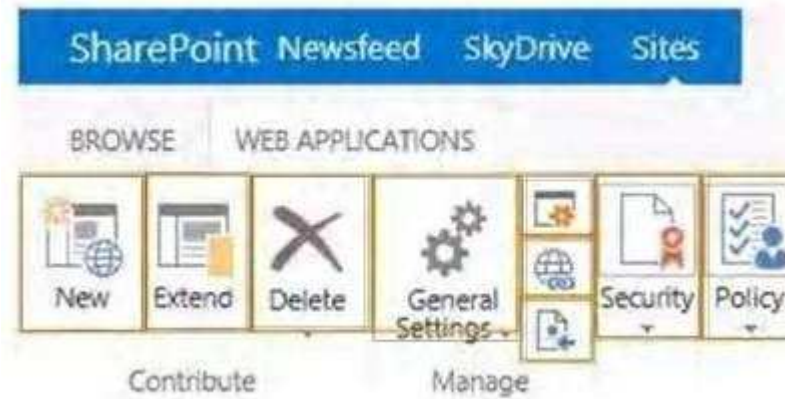 SharePoint Newsfeed SkyDrive Sites
BROWSE WEB APPLICATIONS
New Extend Delete General Settings Security Policy
Contribute Manage